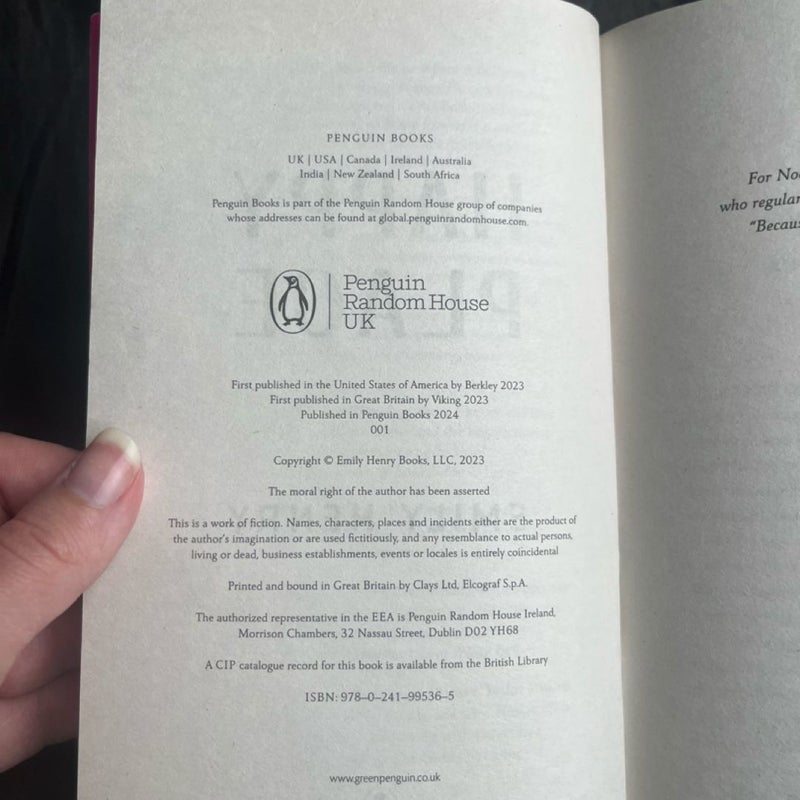 PENGUIN BOOKS
UK | USA | Canada | Ireland | Australia
India | New Zealand | South Africa
Penguin Books is part of the Penguin Random House group of companies
whose addresses can be found at global.penguinrandomhouse.com.
Penguin
Random House
UK
First published in the United States of America by Berkley 2023
First published in Great Britain by Viking 2023
Published in Penguin Books 2024
001
Copyright © Emily Henry Books, LLC, 2023
The moral right of the author has been asserted
This is a work of fiction. Names, characters, places and incidents either are the product of
the author's imagination or are used fictitiously, and any resemblance to actual persons,
living or dead, business establishments, events or locales is entirely coincidental
Printed and bound in Great Britain by Clays Ltd, Elcograf S.p.A.
The authorized representative in the EEA is Penguin Random House Ireland,
Morrison Chambers, 32 Nassau Street, Dublin D02 YH68
A CIP catalogue record for this book is available from the British Library
ISBN: 978–0–241–99536–5
www.greenpenguin.co.uk
For No
who regular
"Becaus